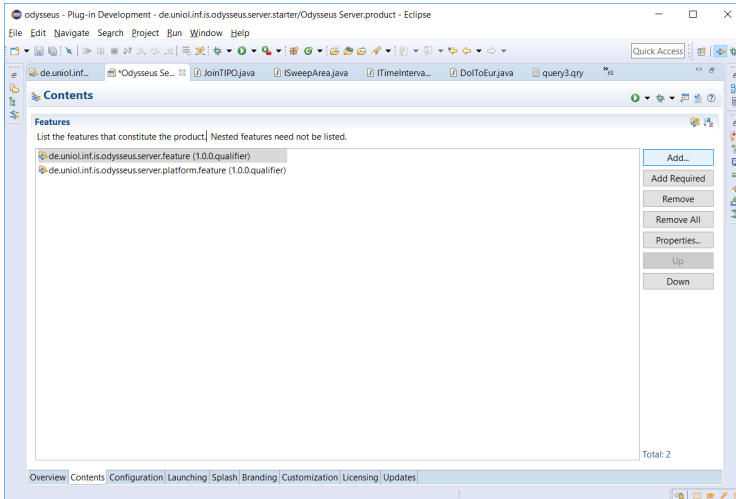 odysseus - Plug-in Development - de.uniol.inf.is.odysseus.server.starter/Odysseus Server.product - Eclipse
File Edit Navigate Search Project Run Window Help
Quick Access
de.uniol.inf... *Odysseus Se... JoinTIPO.java ISweepArea.java ITimeInterva... DolToEur.java query3.qry
Contents
Features
List the features that constitute the product. Nested features need not be listed.
de.uniol.inf.is.odysseus.server.feature (1.0.0.qualifier)
de.uniol.inf.is.odysseus.server.platform.feature (1.0.0.qualifier)
Add...
Add Required
Remove
Remove All
Properties...
Up
Down
Total: 2
Overview Contents Configuration Launching Splash Branding Customization Licensing Updates